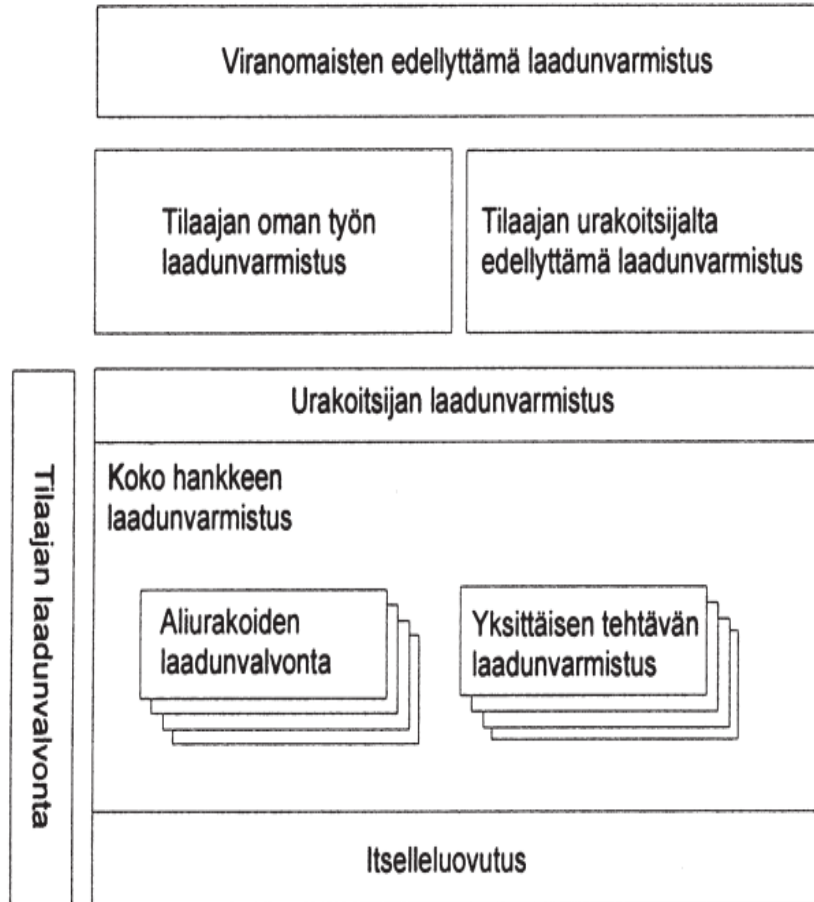 Viranomaisten edellyttämä laadunvarmistus
Tilaajan oman työn
laadunvarmistus
Tilaajan urakoitsijalta
edellyttämä laadunvarmistus
Tilaajan laadunvalvonta
Urakoitsijan laadunvarmistus
Koko hankkeen
laadunvarmistus
Aliurakoiden
laadunvalvonta
Yksittäisen tehtävän
laadunvarmistus
Itselleluovutus